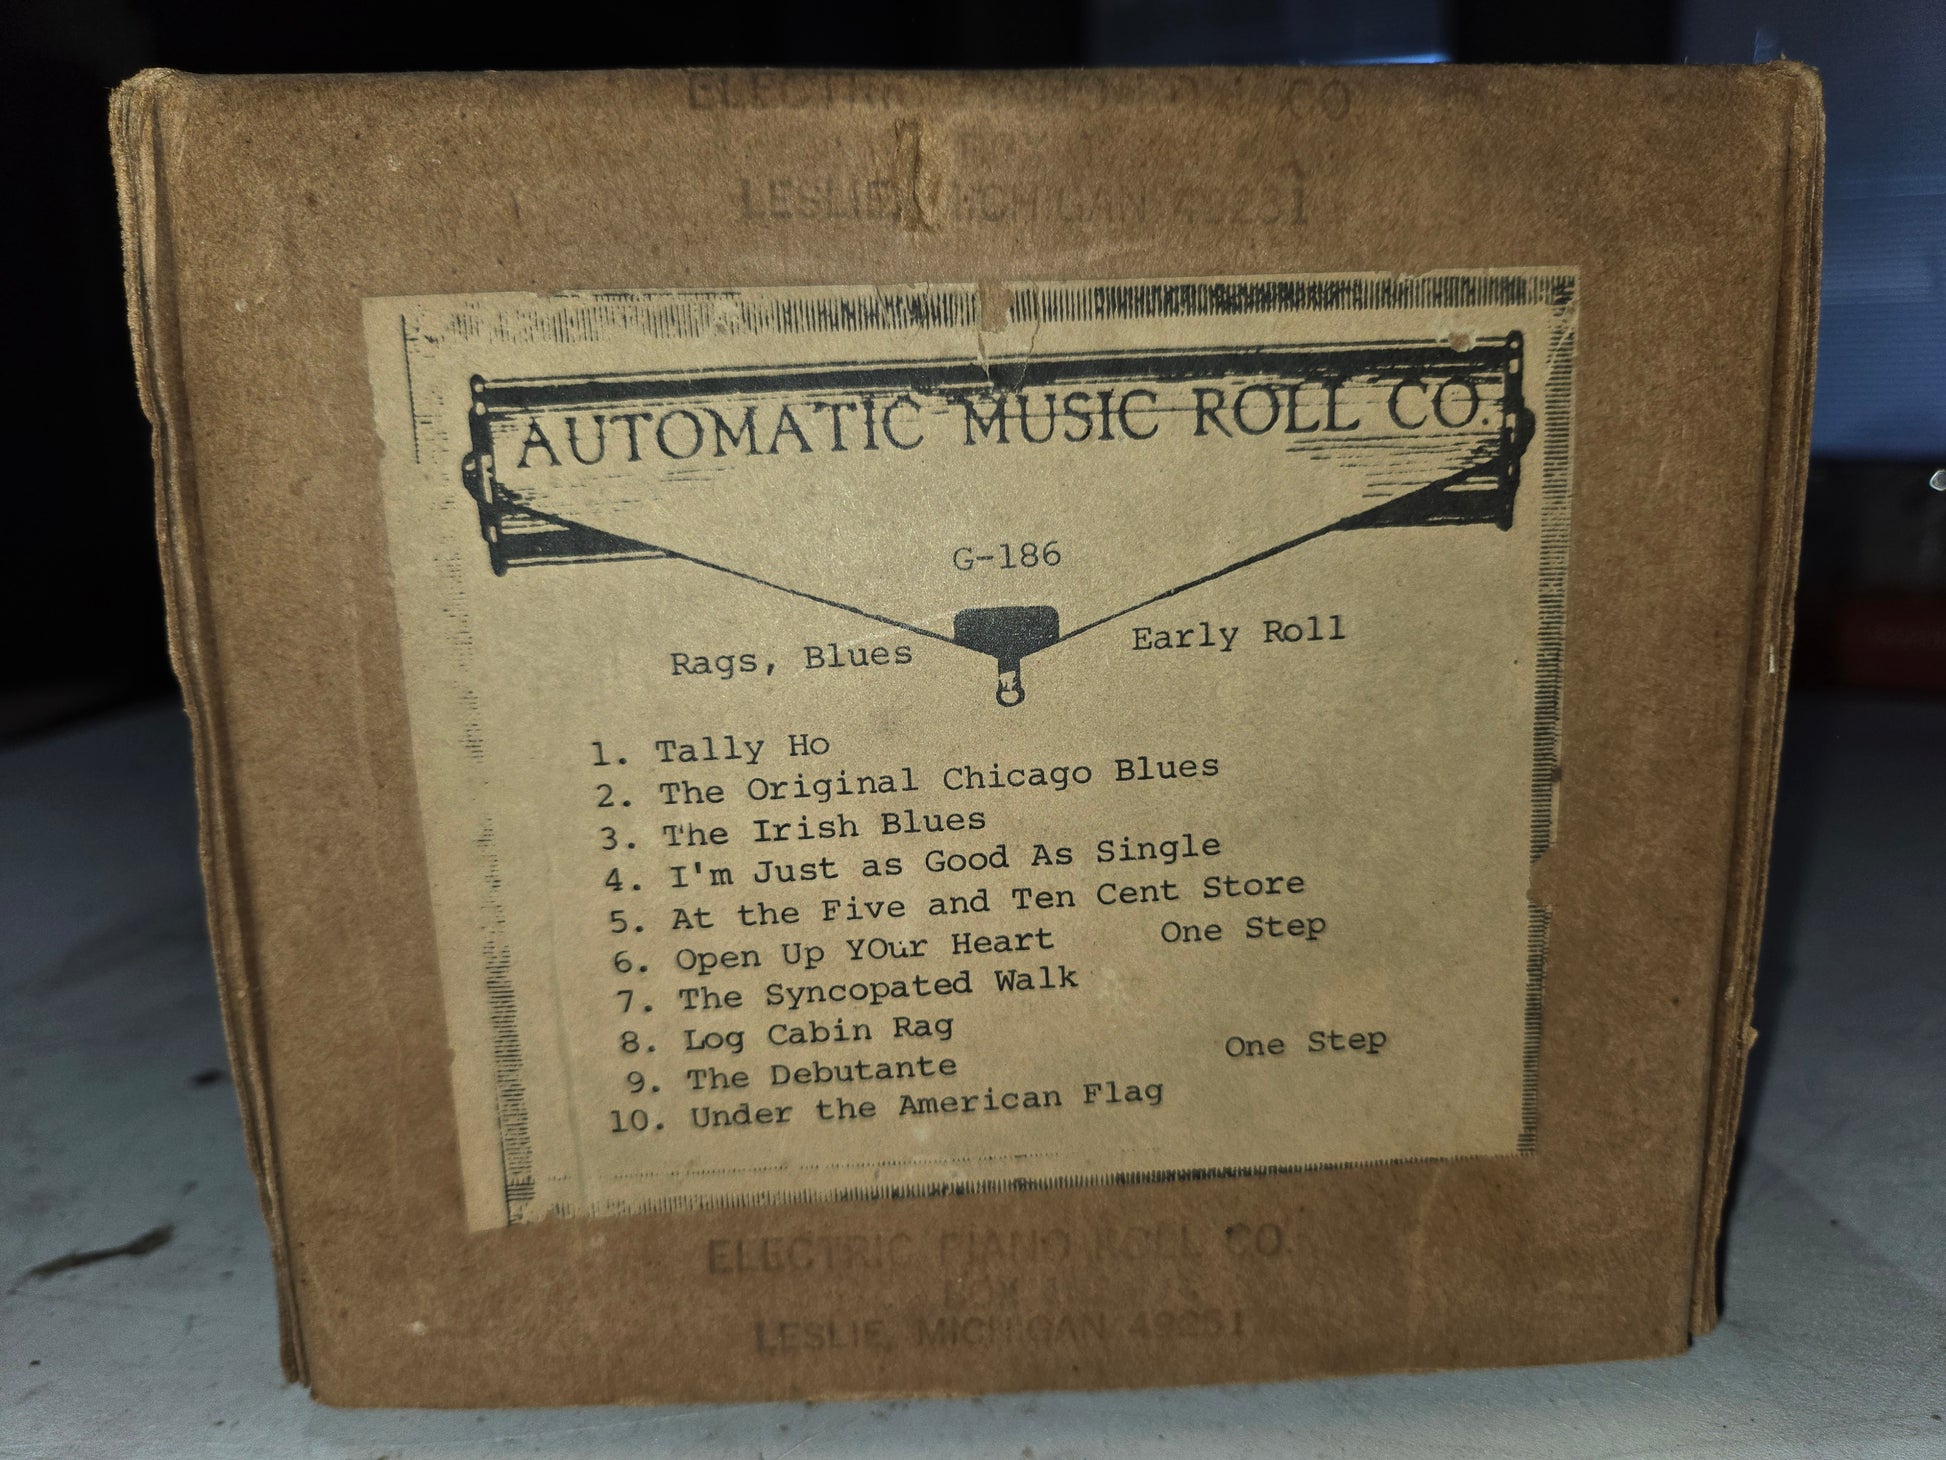 ELECTRIC CO
BOX
LESLIE, MICHIGAN 49251
AUTOMATIC MUSIC ROLL CO.
G-186
Rags, Blues Early Roll
1. Tally Ho
2. The Original Chicago Blues
3. The Irish Blues
4. I'm Just as Good As Single
5. At the Five and Ten Cent Store
6. Open Up YOur Heart One Step
7. The Syncopated Walk
8. Log Cabin Rag
9. The Debutante One Step
10. Under the American Flag
ELECTRIC PIANO ROLL CO.
BOX
LESLIE, MICHIGAN 49251